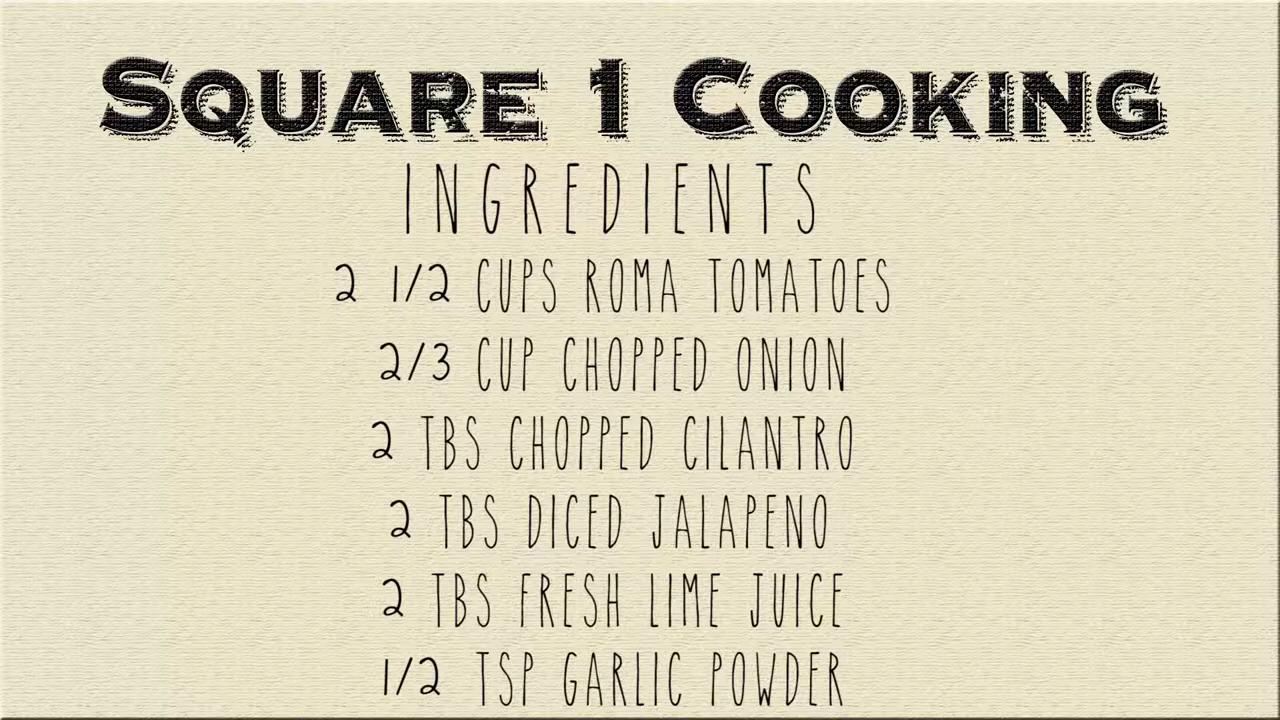 Square 1 Cooking
INGREDIENTS
2 1/2 CUPS ROMA TOMATOES
2/3 CUP CHOPPED ONION
2 TBS CHOPPED CILANTRO
2 TBS DICED JALAPENO
2 TBS FRESH LIME JUICE
1/2 TSP GARLIC POWDER